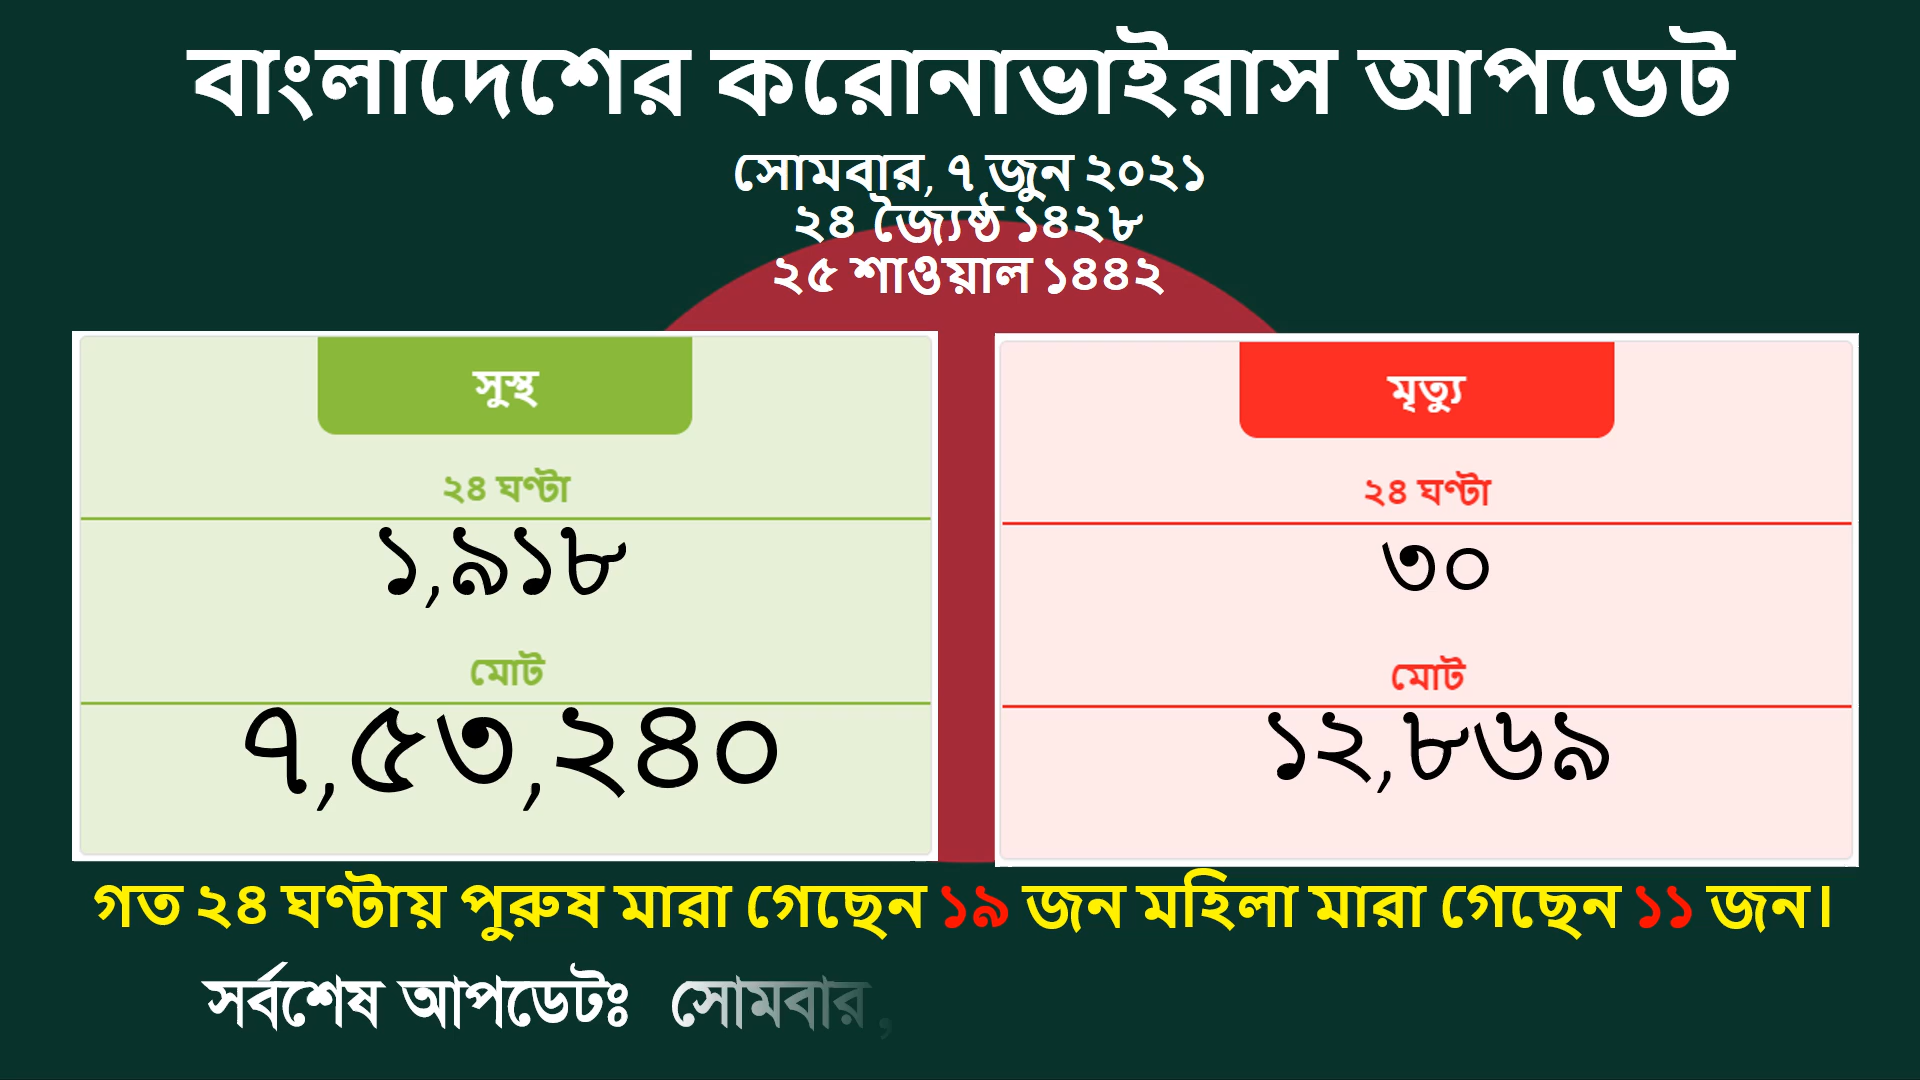 বাংলাদেশের করোনাভাইরাস আপডেট
সোমবার, ৭ জুন ২০২১
২৪ জ্যৈষ্ঠ ১৪২৮
২৫ শাওয়াল ১৪৪২
সুস্থ
২৪ ঘণ্টা
১,৯১৮
মোট
৭,৫৩,২৪০
মৃত্যু
২৪ ঘণ্টা
৩০
মোট
১২,৮৬৯
গত ২৪ ঘণ্টায় পুরুষ মারা গেছেন ১৯ জন মহিলা মারা গেছেন ১১ জন।
সর্বশেষ আপডেটঃ সোমবার,